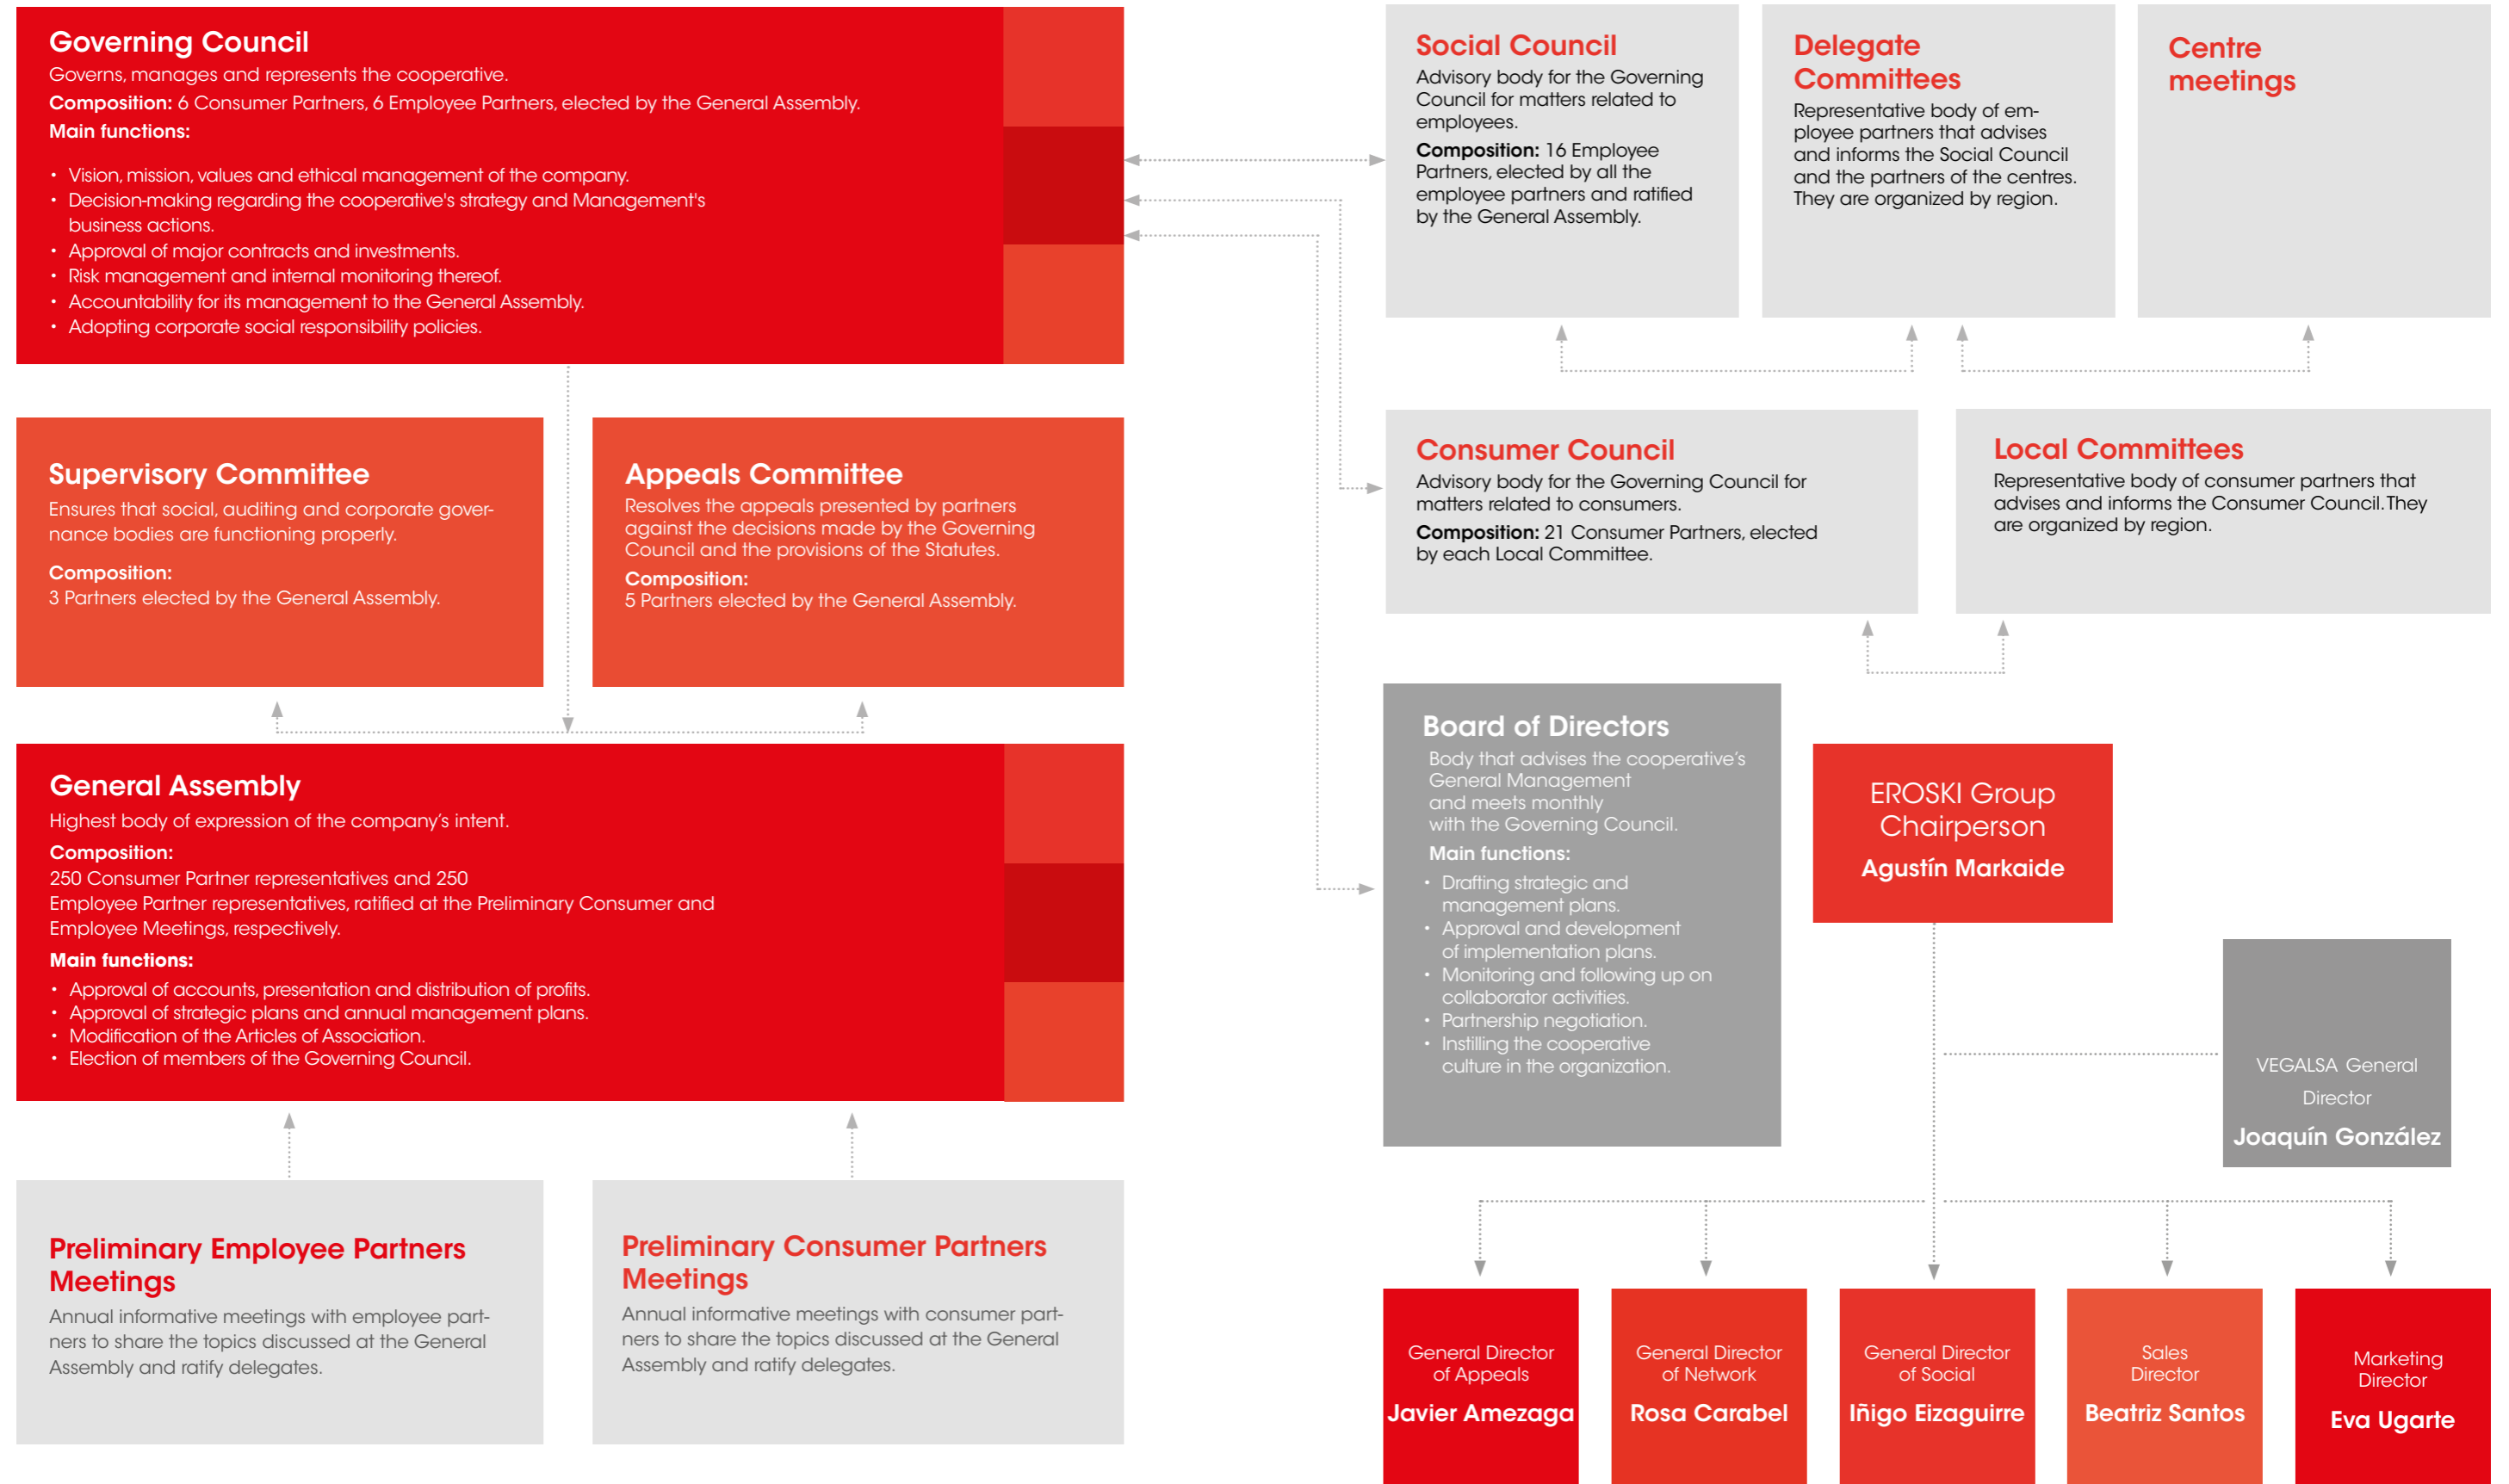 Governing Council
Governs, manages and represents the cooperative.
Composition: 6 Consumer Partners, 6 Employee Partners, elected by the General Assembly.
Main functions:
• Vision, mission, values and ethical management of the company.
• Decision-making regarding the cooperative's strategy and Management's
business actions.
• Approval of major contracts and investments.
• Risk management and internal monitoring thereof.
• Accountability for its management to the General Assembly.
• Adopting corporate social responsibility policies.
Social Council
Advisory body for the Governing
Council for matters related to
employees.
Composition: 16 Employee
Partners, elected by all the
employee partners and ratified
by the General Assembly.
Delegate
Committees
Representative body of em-
ployee partners that advises
and informs the Social Council
and the partners of the centres.
They are organized by region.
Centre
meetings
Supervisory Committee
Ensures that social, auditing and corporate gover-
nance bodies are functioning properly.
Composition:
3 Partners elected by the General Assembly.
Appeals Committee
Resolves the appeals presented by partners
against the decisions made by the Governing
Council and the provisions of the Statutes.
Composition:
5 Partners elected by the General Assembly.
Consumer Council
Advisory body for the Governing Council for
matters related to consumers.
Composition: 21 Consumer Partners, elected
by each Local Committee.
Local Committees
Representative body of consumer partners that
advises and informs the Consumer Council. They
are organized by region.
General Assembly
Highest body of expression of the company's intent.
Composition:
250 Consumer Partner representatives and 250
Employee Partner representatives, ratified at the Preliminary Consumer and
Employee Meetings, respectively.
Main functions:
• Approval of accounts, presentation and distribution of profits.
• Approval of strategic plans and annual management plans.
• Modification of the Articles of Association.
• Election of members of the Governing Council.
Board of Directors
Body that advises the cooperative's
General Management
and meets monthly
with the Governing Council.
Main functions:
• Drafting strategic and
management plans.
• Approval and development
of implementation plans.
• Monitoring and following up on
collaborator activities.
• Partnership negotiation.
• Instilling the cooperative
culture in the organization.
EROSKI Group
Chairperson
Agustín Markaide
VEGALSA General
Director
Joaquín González
Preliminary Employee Partners
Meetings
Annual informative meetings with employee part-
ners to share the topics discussed at the General
Assembly and ratify delegates.
Preliminary Consumer Partners
Meetings
Annual informative meetings with consumer part-
ners to share the topics discussed at the General
Assembly and ratify delegates.
General Director
of Appeals
Javier Amezaga
General Director
of Network
Rosa Carabel
General Director
of Social
Iñigo Eizaguirre
Sales
Director
Beatriz Santos
Marketing
Director
Eva Ugarte